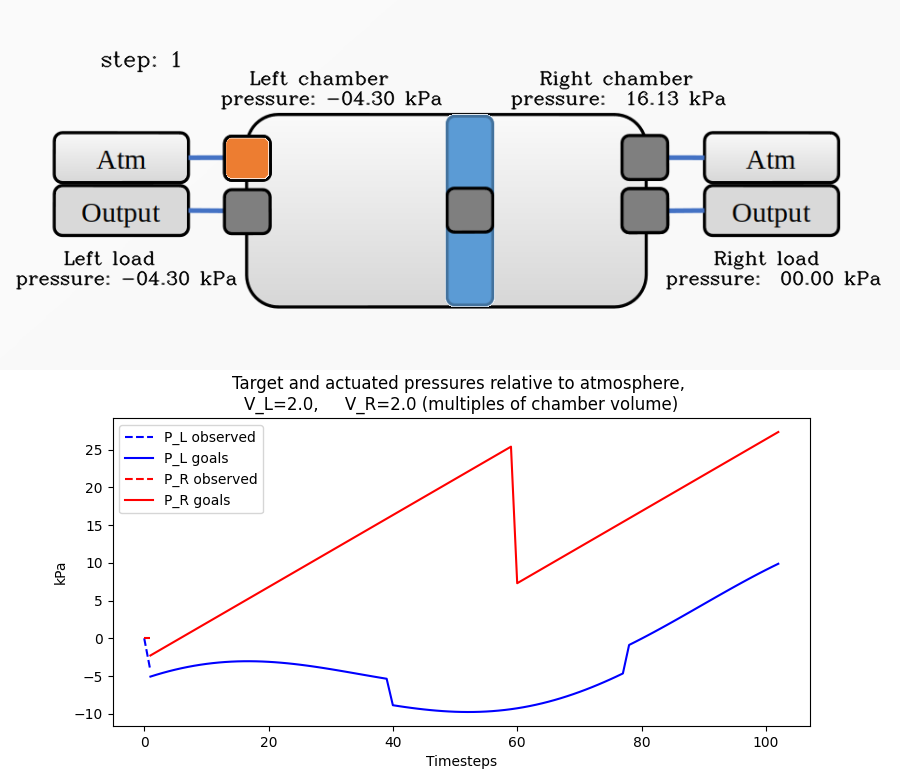 step: 1
Left chamber
pressure: −04.30 kPa
Right chamber
pressure: 16.13 kPa
Atm
Output
Atm
Output
Left load
pressure: −04.30 kPa
Right load
pressure: 00.00 kPa
Target and actuated pressures relative to atmosphere,
V_L=2.0, V_R=2.0 (multiples of chamber volume)
P_L observed
P_L goals
P_R observed
P_R goals
kPa
25
20
15
10
5
0
−5
−10
0 20 40 60 80 100
Timesteps